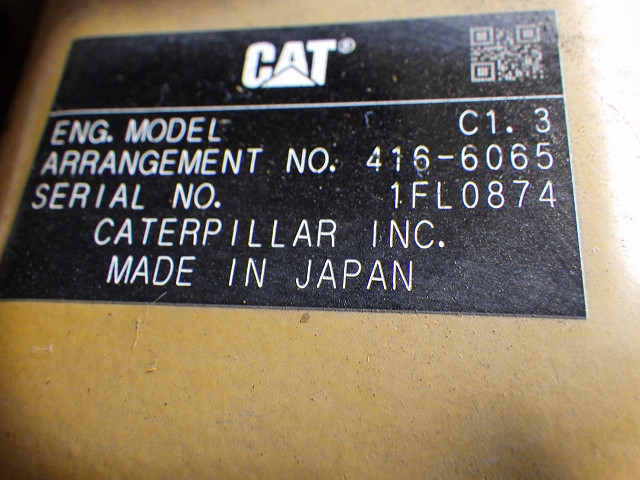 CAT®
ENG. MODEL C1.3
ARRANGEMENT NO. 416-6065
SERIAL NO. 1FL0874
CATERPILLAR INC.
MADE IN JAPAN